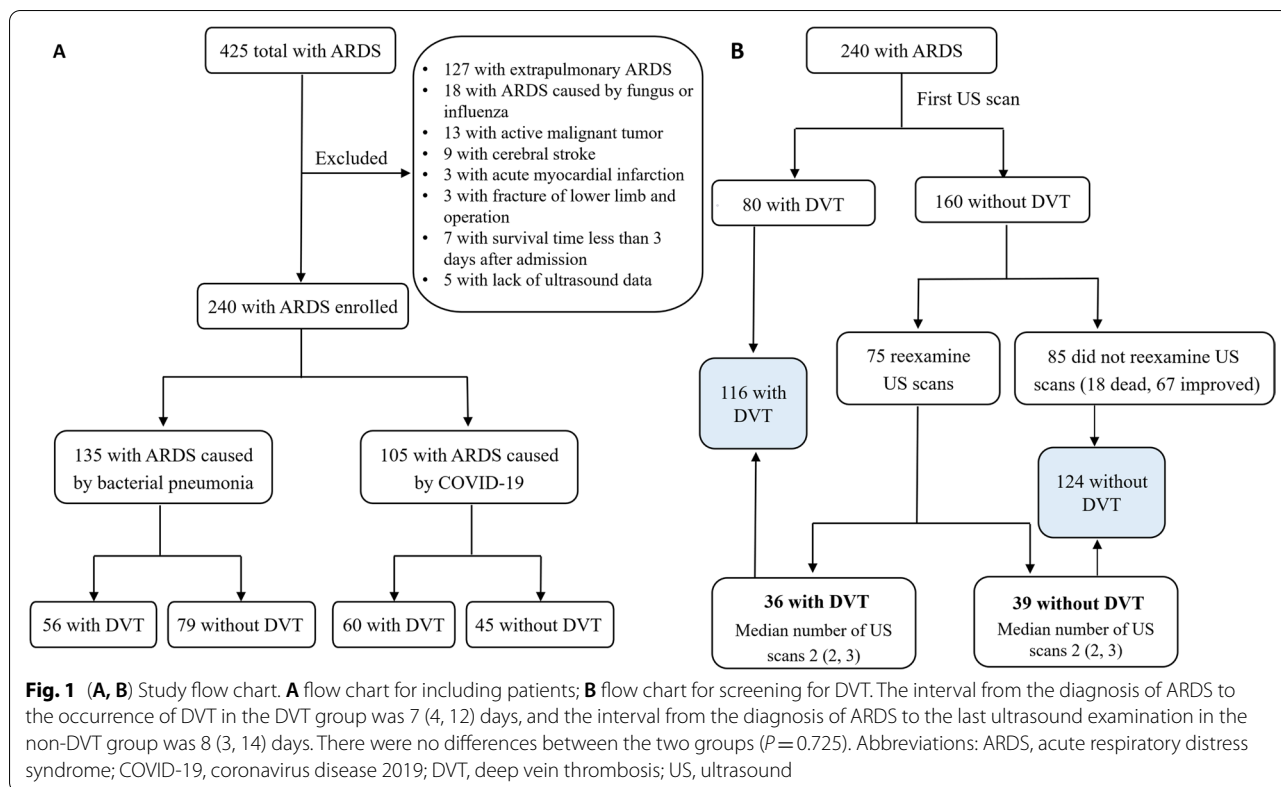 A
425 total with ARDS
Excluded
• 127 with extrapulmonary ARDS
• 18 with ARDS caused by fungus or
influenza
• 13 with active malignant tumor
• 9 with cerebral stroke
• 3 with acute myocardial infarction
• 3 with fracture of lower limb and
operation
• 7 with survival time less than 3
days after admission
• 5 with lack of ultrasound data
240 with ARDS enrolled
135 with ARDS caused
by bacterial pneumonia
105 with ARDS caused
by COVID-19
56 with DVT
79 without DVT
60 with DVT
45 without DVT
B
240 with ARDS
First US scan
80 with DVT
160 without DVT
75 reexamine
US scans
85 did not reexamine US
scans (18 dead, 67 improved)
116 with
DVT
124 without
DVT
36 with DVT
Median number of US
scans 2 (2, 3)
39 without DVT
Median number of US
scans 2 (2, 3)
Fig. 1 (A, B) Study flow chart. A flow chart for including patients; B flow chart for screening for DVT. The interval from the diagnosis of ARDS to
the occurrence of DVT in the DVT group was 7 (4, 12) days, and the interval from the diagnosis of ARDS to the last ultrasound examination in the
non-DVT group was 8 (3, 14) days. There were no differences between the two groups (P = 0.725). Abbreviations: ARDS, acute respiratory distress
syndrome; COVID-19, coronavirus disease 2019; DVT, deep vein thrombosis; US, ultrasound